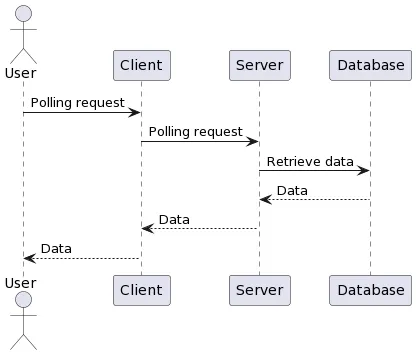 Client
Server
Database
User
Polling request
Polling request
Retrieve data
Data
Data
Data
User
Client
Server
Database